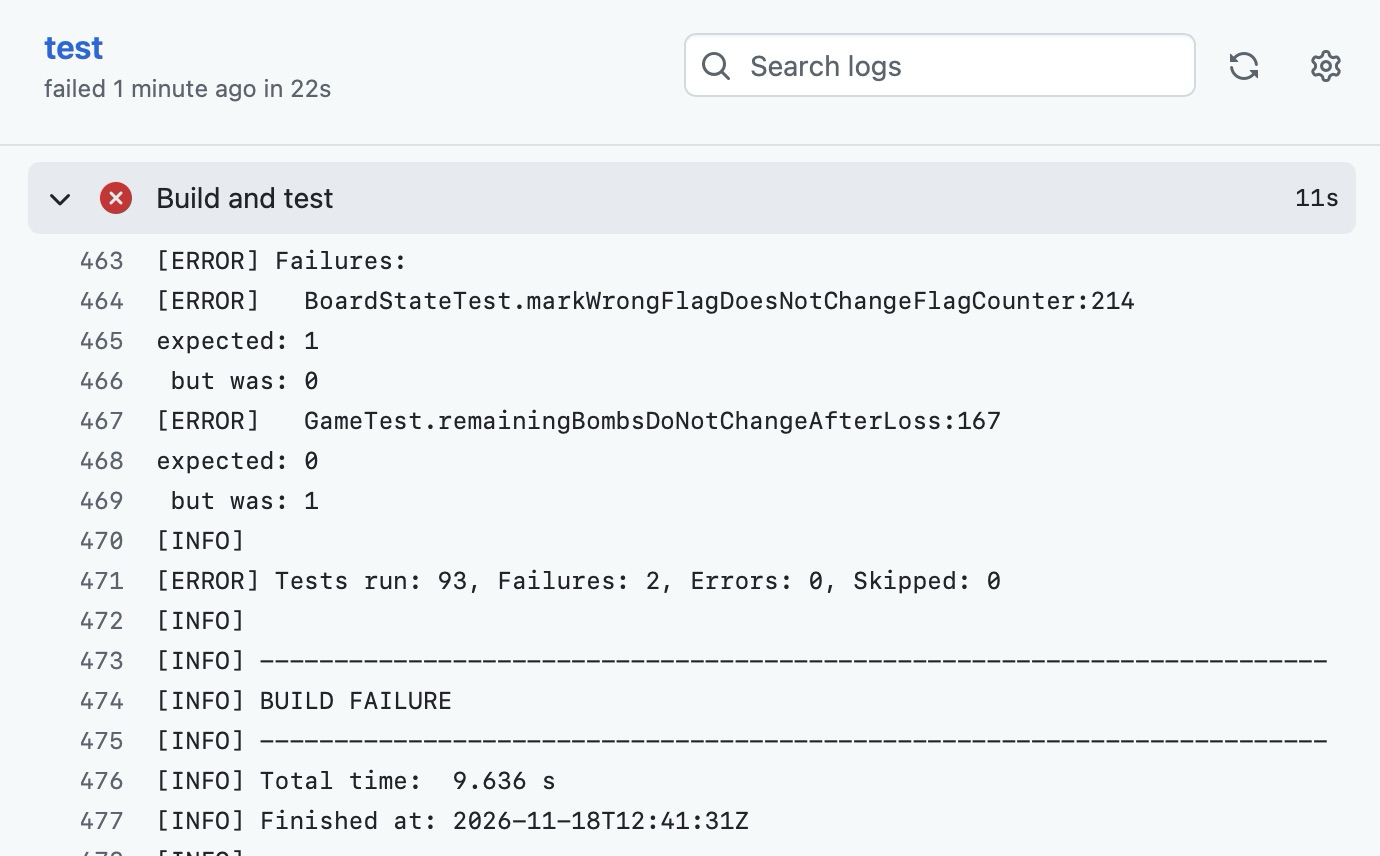 test
failed 1 minute ago in 22s
Search logs
Build and test 11s
463 [ERROR] Failures:
464 [ERROR]   BoardStateTest.markWrongFlagDoesNotChangeFlagCounter:214
465 expected: 1
466  but was: 0
467 [ERROR]   GameTest.remainingBombsDoNotChangeAfterLoss:167
468 expected: 0
469  but was: 1
470 [INFO]
471 [ERROR] Tests run: 93, Failures: 2, Errors: 0, Skipped: 0
472 [INFO]
473 [INFO] ------------------------------------------------------------------------
474 [INFO] BUILD FAILURE
475 [INFO] ------------------------------------------------------------------------
476 [INFO] Total time:  9.636 s
477 [INFO] Finished at: 2026-11-18T12:41:31Z
478 [INFO]